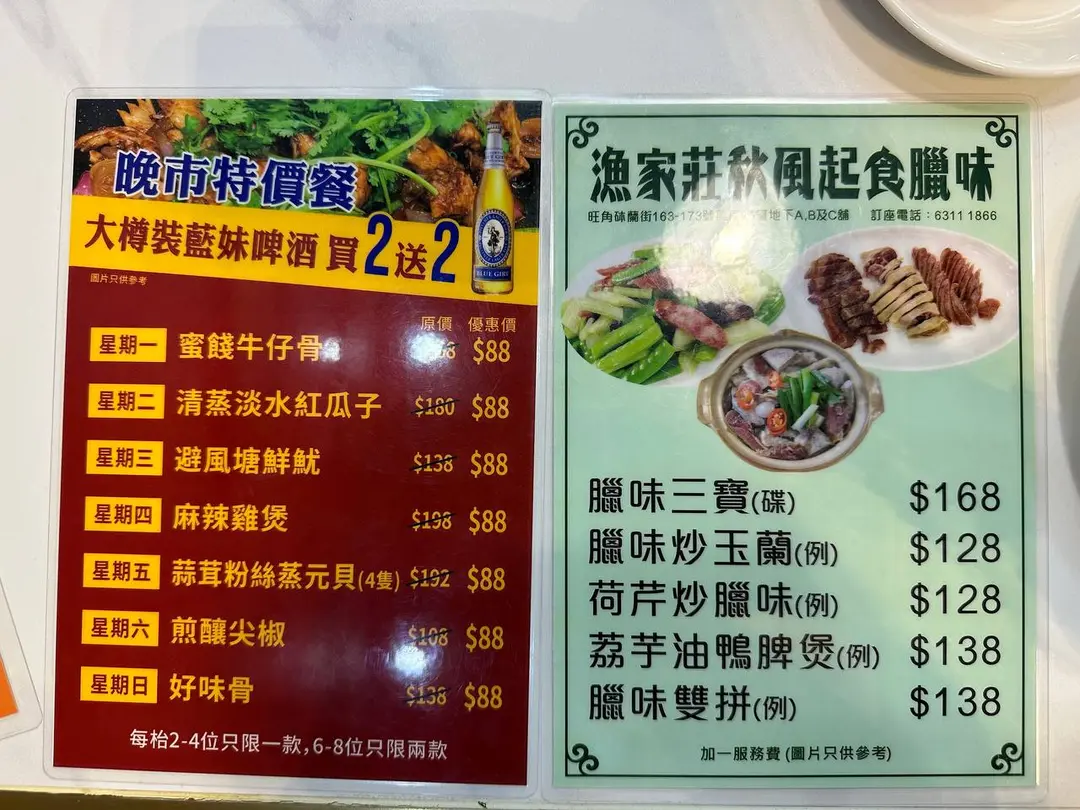 晚市特價餐
大樽裝藍妹啤酒 買2送2
BLUE GIRL
圖片只供參考
原價 優惠價
星期一 蜜餞牛仔骨 $88
星期二 清蒸淡水紅瓜子 $180 $88
星期三 避風塘鮮魷 $138 $88
星期四 麻辣雞煲 $198 $88
星期五 蒜茸粉絲蒸元貝(4隻) $192 $88
星期六 煎釀尖椒 $108 $88
星期日 好味骨 $138 $88
每枱2-4位只限一款,6-8位只限兩款
漁家莊秋風起食臘味
旺角砵蘭街163-173號 地下A,B及C舖 訂座電話:6311 1866
臘味三寶(碟) $168
臘味炒玉蘭(例) $128
荷芹炒臘味(例) $128
荔芋油鴨脾煲(例) $138
臘味雙拼(例) $138
加一服務費 (圖片只供參考)